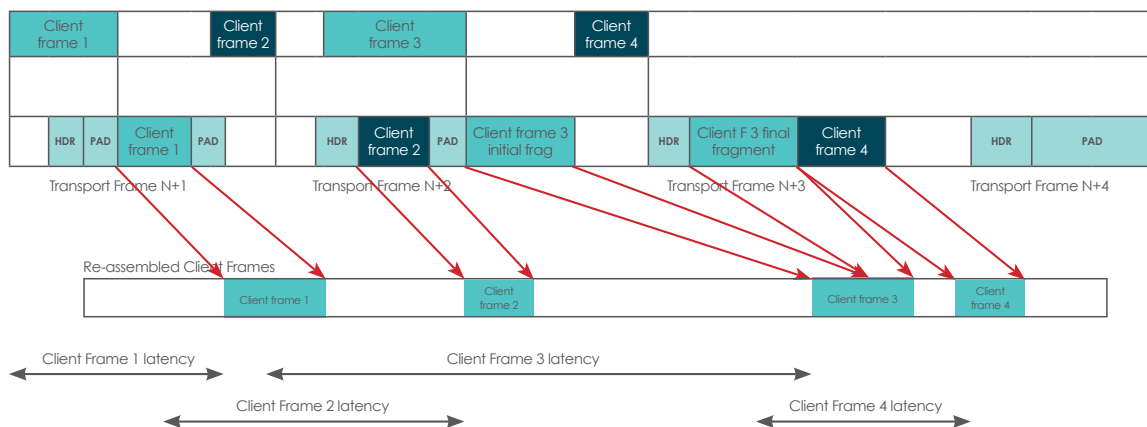 Client
frame 1
Client
frame 2
Client
frame 3
Client
frame 4
HDR
PAD
Client
frame 1
PAD
HDR
Client
frame 2
PAD
Client frame 3
initial frag
HDR
Client F 3 final
fragment
Client
frame 4
HDR
PAD
Transport Frame N+1
Transport Frame N+2
Transport Frame N+3
Transport Frame N+4
Re-assembled Client Frames
Client frame 1
Client
frame 2
Client frame 3
Client
frame 4
Client Frame 1 latency
Client Frame 3 latency
Client Frame 2 latency
Client Frame 4 latency